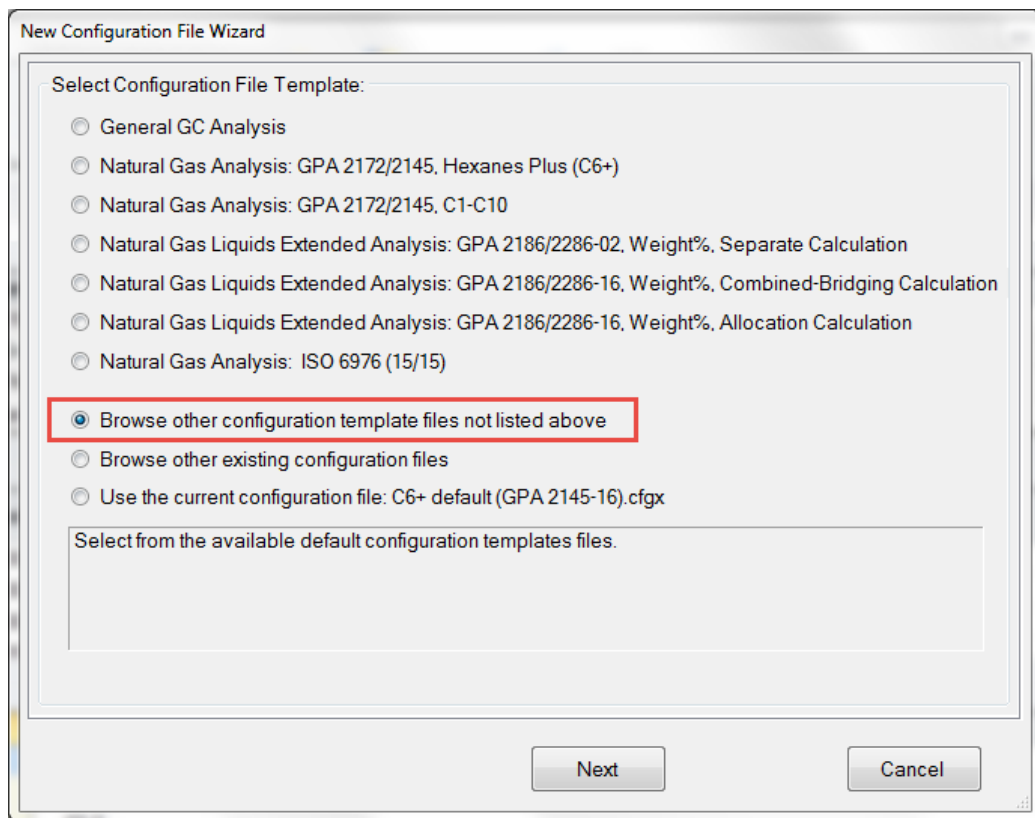 New Configuration File Wizard
Select Configuration File Template:
General GC Analysis
Natural Gas Analysis: GPA 2172/2145, Hexanes Plus (C6+)
Natural Gas Analysis: GPA 2172/2145, C1-C10
Natural Gas Liquids Extended Analysis: GPA 2186/2286-02, Weight%, Separate Calculation
Natural Gas Liquids Extended Analysis: GPA 2186/2286-16, Weight%, Combined-Bridging Calculation
Natural Gas Liquids Extended Analysis: GPA 2186/2286-16, Weight%, Allocation Calculation
Natural Gas Analysis:  ISO 6976 (15/15)
Browse other configuration template files not listed above
Browse other existing configuration files
Use the current configuration file: C6+ default (GPA 2145-16).cfgx
Select from the available default configuration templates files.
Next
Cancel